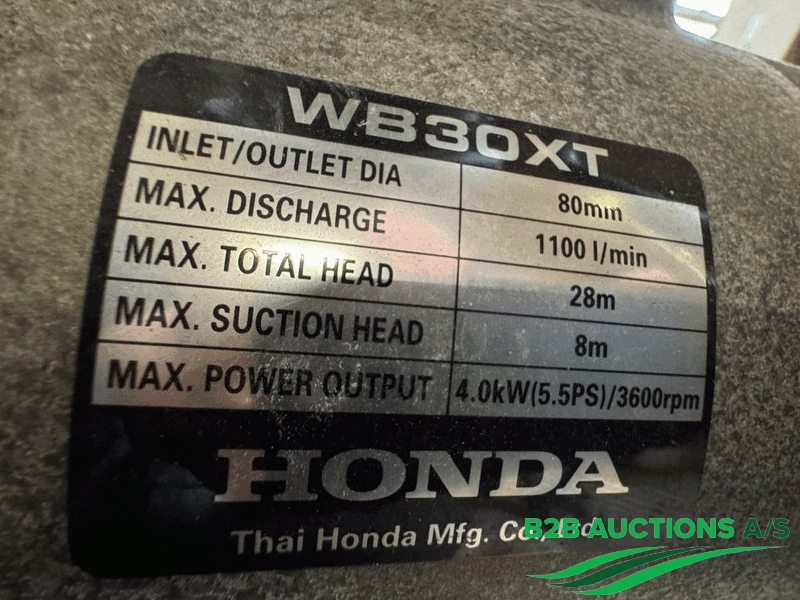 WB30XT
INLET/OUTLET DIA 80mm
MAX. DISCHARGE 1100 l/min
MAX. TOTAL HEAD 28m
MAX. SUCTION HEAD 8m
MAX. POWER OUTPUT 4.0kW(5.5PS)/3600rpm
HONDA
Thai Honda Mfg. Co., Ltd.
B2B AUCTIONS A/S